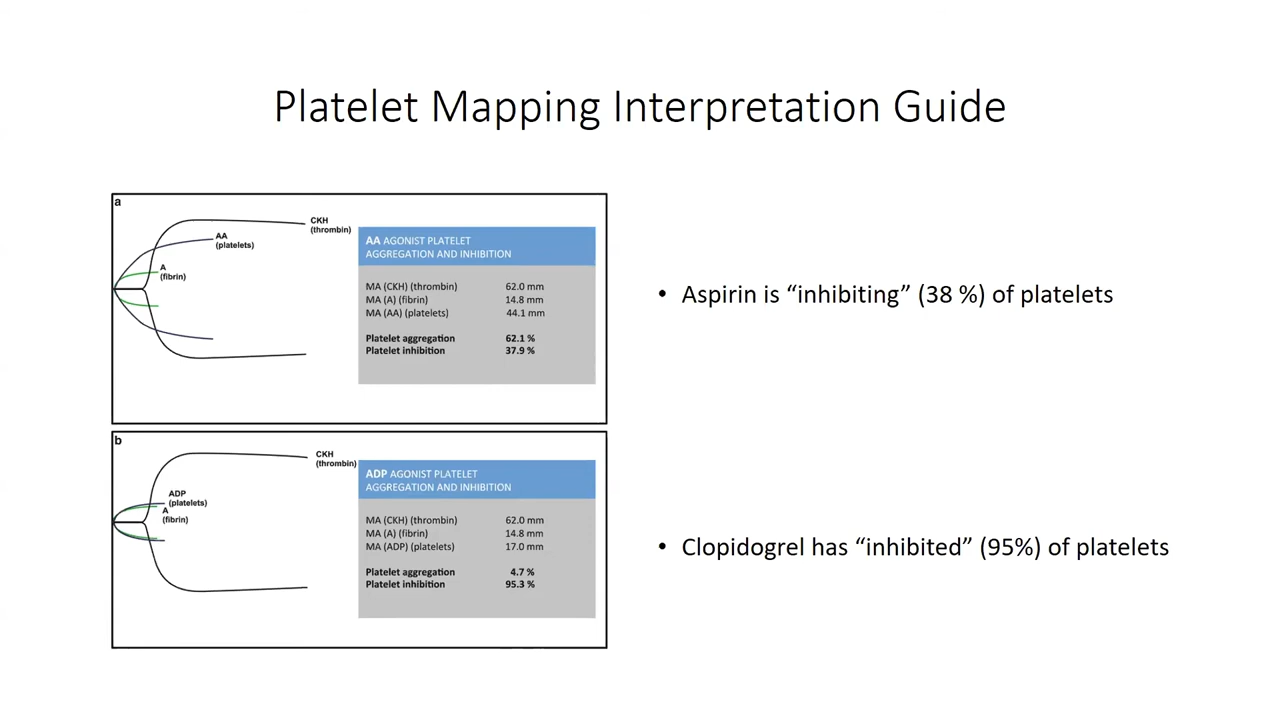 Platelet Mapping Interpretation Guide
a
CKH
(thrombin)
AA
(platelets)
A
(fibrin)
AA AGONIST PLATELET
AGGREGATION AND INHIBITION
MA (CKH) (thrombin) 62.0 mm
MA (A) (fibrin) 14.8 mm
MA (AA) (platelets) 44.1 mm
Platelet aggregation 62.1 %
Platelet inhibition 37.9 %
• Aspirin is “inhibiting” (38 %) of platelets
b
CKH
(thrombin)
ADP
(platelets)
A
(fibrin)
ADP AGONIST PLATELET
AGGREGATION AND INHIBITION
MA (CKH) (thrombin) 62.0 mm
MA (A) (fibrin) 14.8 mm
MA (ADP) (platelets) 17.0 mm
Platelet aggregation 4.7 %
Platelet inhibition 95.3 %
• Clopidogrel has “inhibited” (95%) of platelets